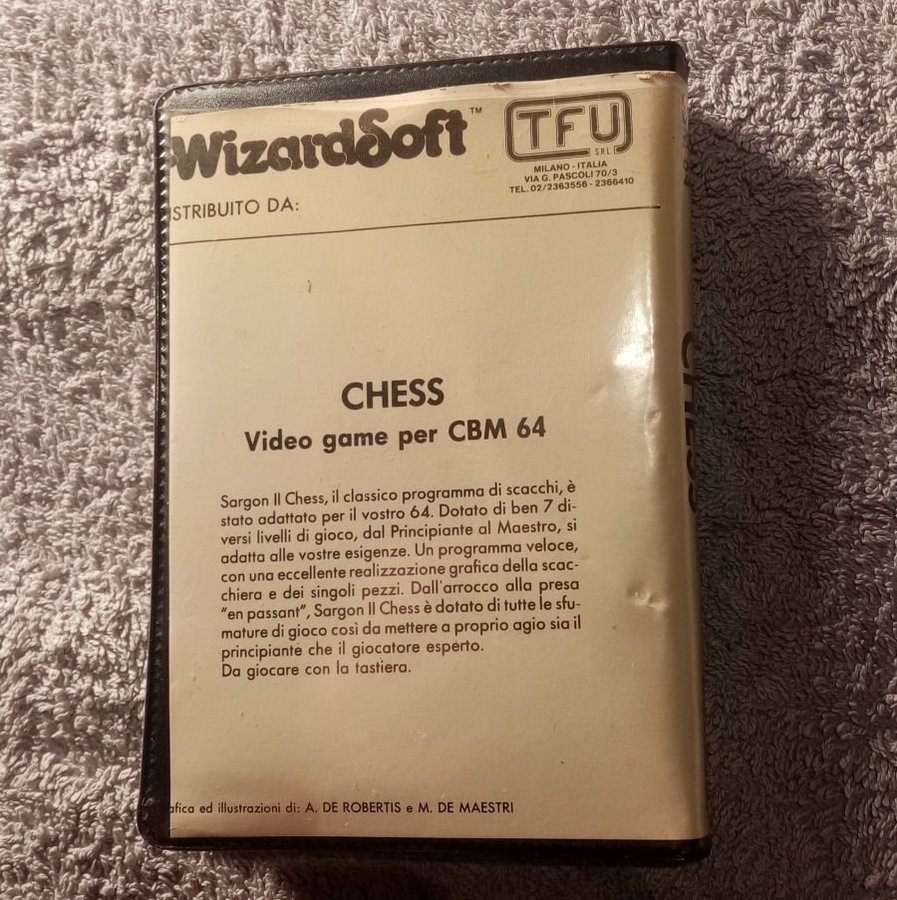 WizardSoft™
TFU
SRL
MILANO - ITALIA
VIA G. PASCOLI 70/3
TEL. 02/2363556 - 2366410
STRIBUITO DA:
CHESS
Video game per CBM 64
Sargon II Chess, il classico programma di scacchi, è
stato adattato per il vostro 64. Dotato di ben 7 di-
versi livelli di gioco, dal Principiante al Maestro, si
adatta alle vostre esigenze. Un programma veloce,
con una eccellente realizzazione grafica della scac-
chiera e dei singoli pezzi. Dall'arrocco alla presa
"en passant", Sargon II Chess è dotato di tutte le sfu-
mature di gioco così da mettere a proprio agio sia il
principiante che il giocatore esperto.
Da giocare con la tastiera.
afica ed illustrazioni di: A. DE ROBERTIS e M. DE MAESTRI
CHESS